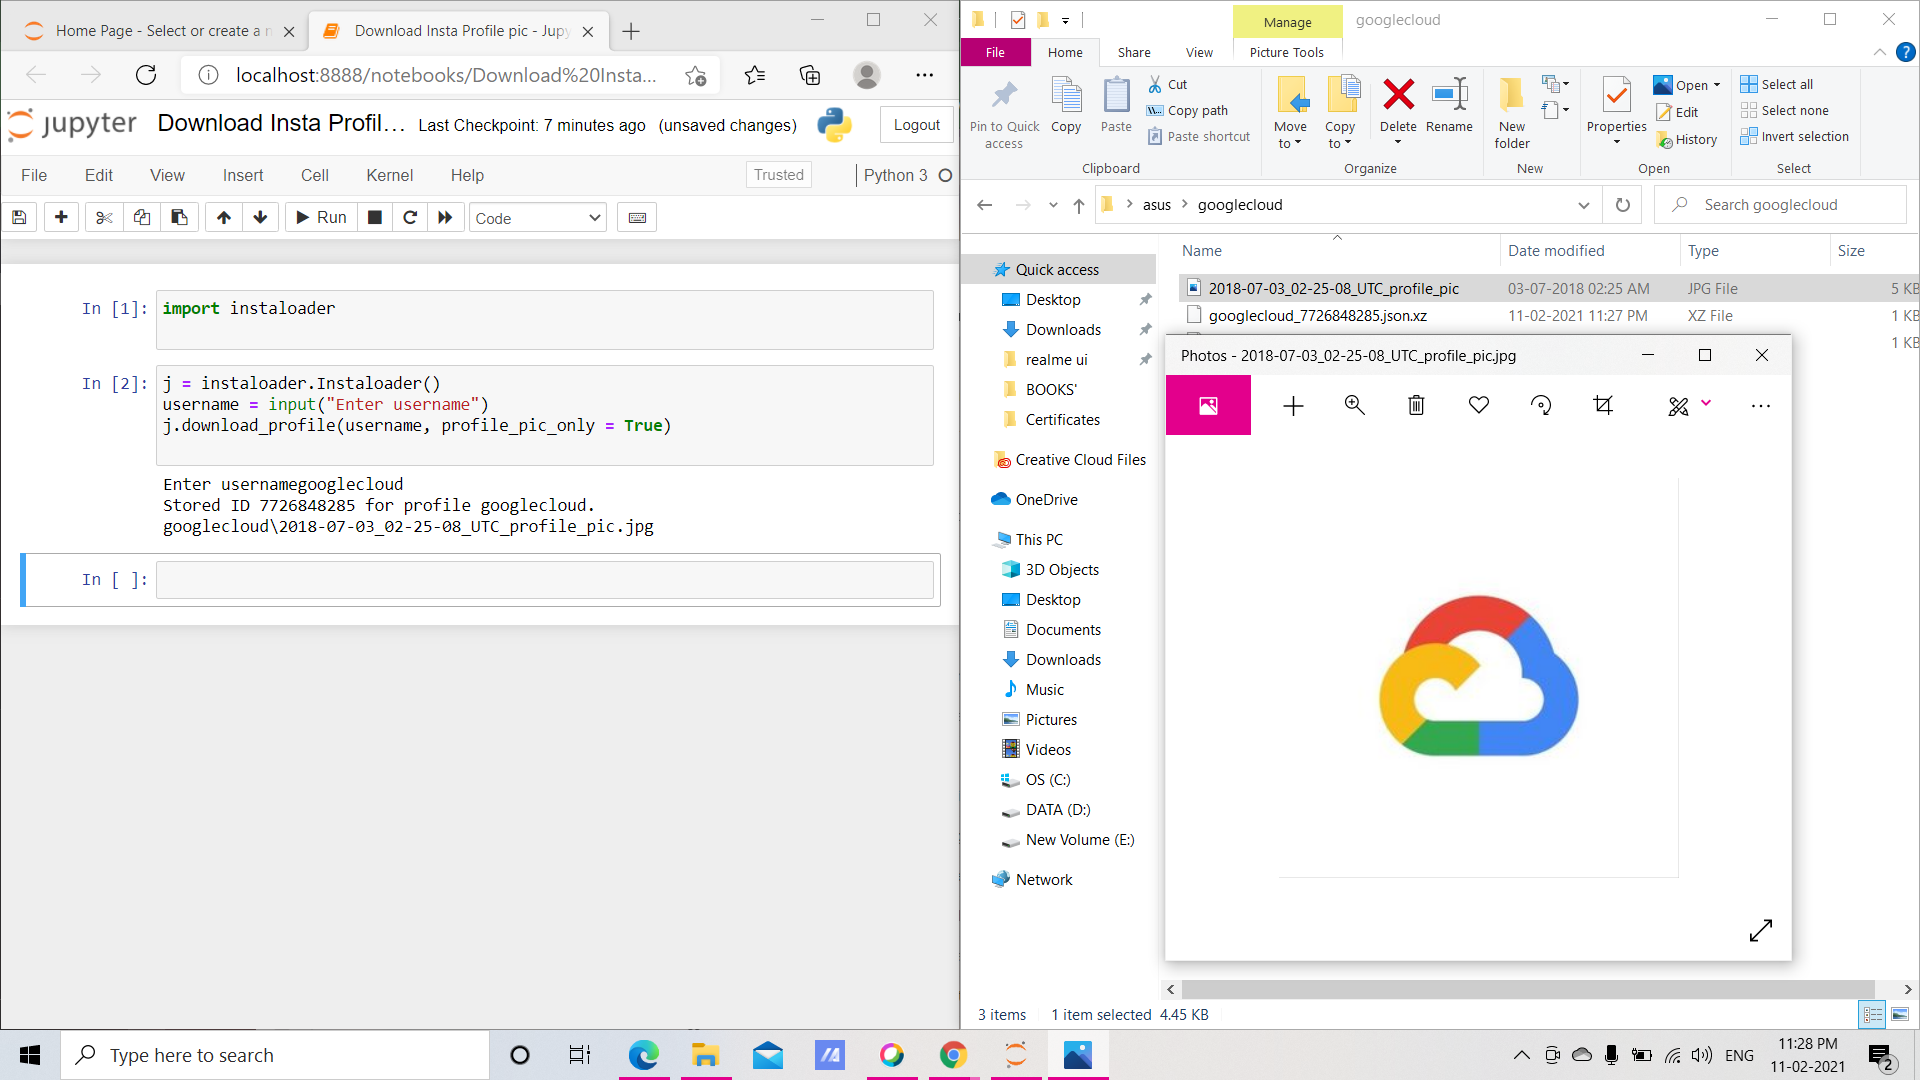 Home Page - Select or create a n
Download Insta Profile pic - Jupy
localhost:8888/notebooks/Download%20Insta...
jupyter
Download Insta Profil...
Last Checkpoint: 7 minutes ago
(unsaved changes)
Logout
File
Edit
View
Insert
Cell
Kernel
Help
Trusted
Python 3
Run
Code
In [1]:
import instaloader
In [2]:
j = instaloader.Instaloader()
username = input("Enter username")
j.download_profile(username, profile_pic_only = True)
Enter usernamegooglecloud
Stored ID 7726848285 for profile googlecloud.
googlecloud\2018-07-03_02-25-08_UTC_profile_pic.jpg
In [ ]:
Manage
googlecloud
File
Home
Share
View
Picture Tools
Pin to Quick access
Copy
Paste
Cut
Copy path
Paste shortcut
Clipboard
Move to
Copy to
Delete
Rename
Organize
New folder
New
Properties
Open
Edit
History
Open
Select all
Select none
Invert selection
Select
asus
googlecloud
Search googlecloud
Name
Date modified
Type
Size
2018-07-03_02-25-08_UTC_profile_pic
03-07-2018 02:25 AM
JPG File
5 KB
googlecloud_7726848285.json.xz
11-02-2021 11:27 PM
XZ File
1 KB
1 KB
Quick access
Desktop
Downloads
realme ui
BOOKS'
Certificates
Creative Cloud Files
OneDrive
This PC
3D Objects
Desktop
Documents
Downloads
Music
Pictures
Videos
OS (C:)
DATA (D:)
New Volume (E:)
Network
Photos - 2018-07-03_02-25-08_UTC_profile_pic.jpg
3 items
1 item selected
4.45 KB
Type here to search
ENG
11:28 PM
11-02-2021
2